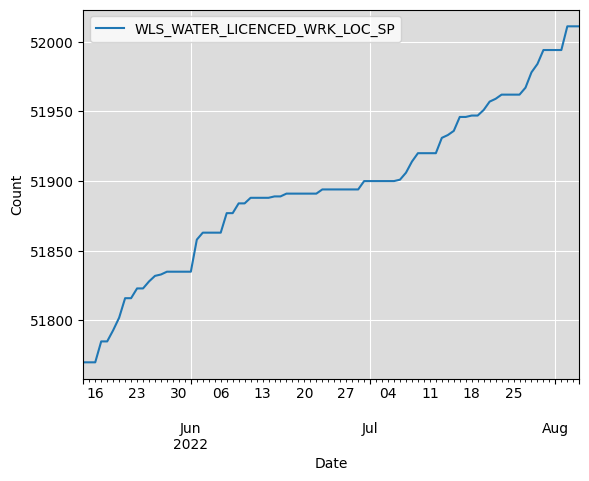 WLS_WATER_LICENCED_WRK_LOC_SP
52000
51950
51900
51850
51800
Count
16 23 30 06 13 20 27 04 11 18 25
Jun Jul Aug
2022
Date